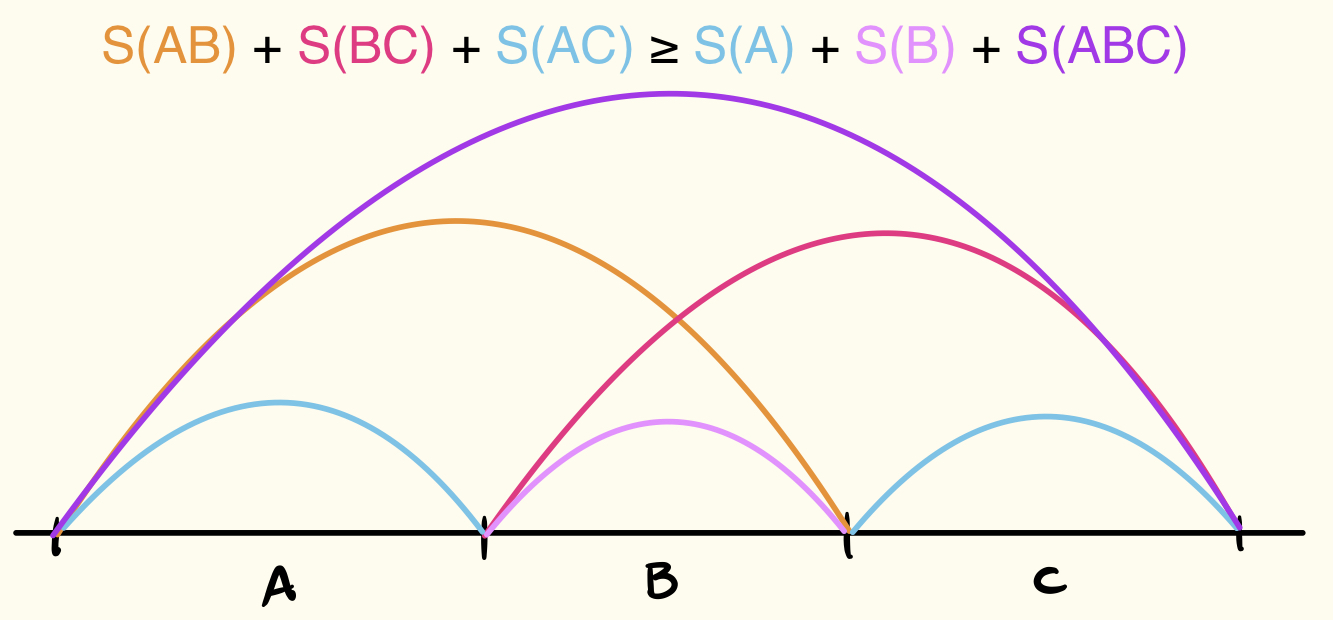 S(AB) + S(BC) + S(AC) ≥ S(A) + S(B) + S(ABC)
A B C